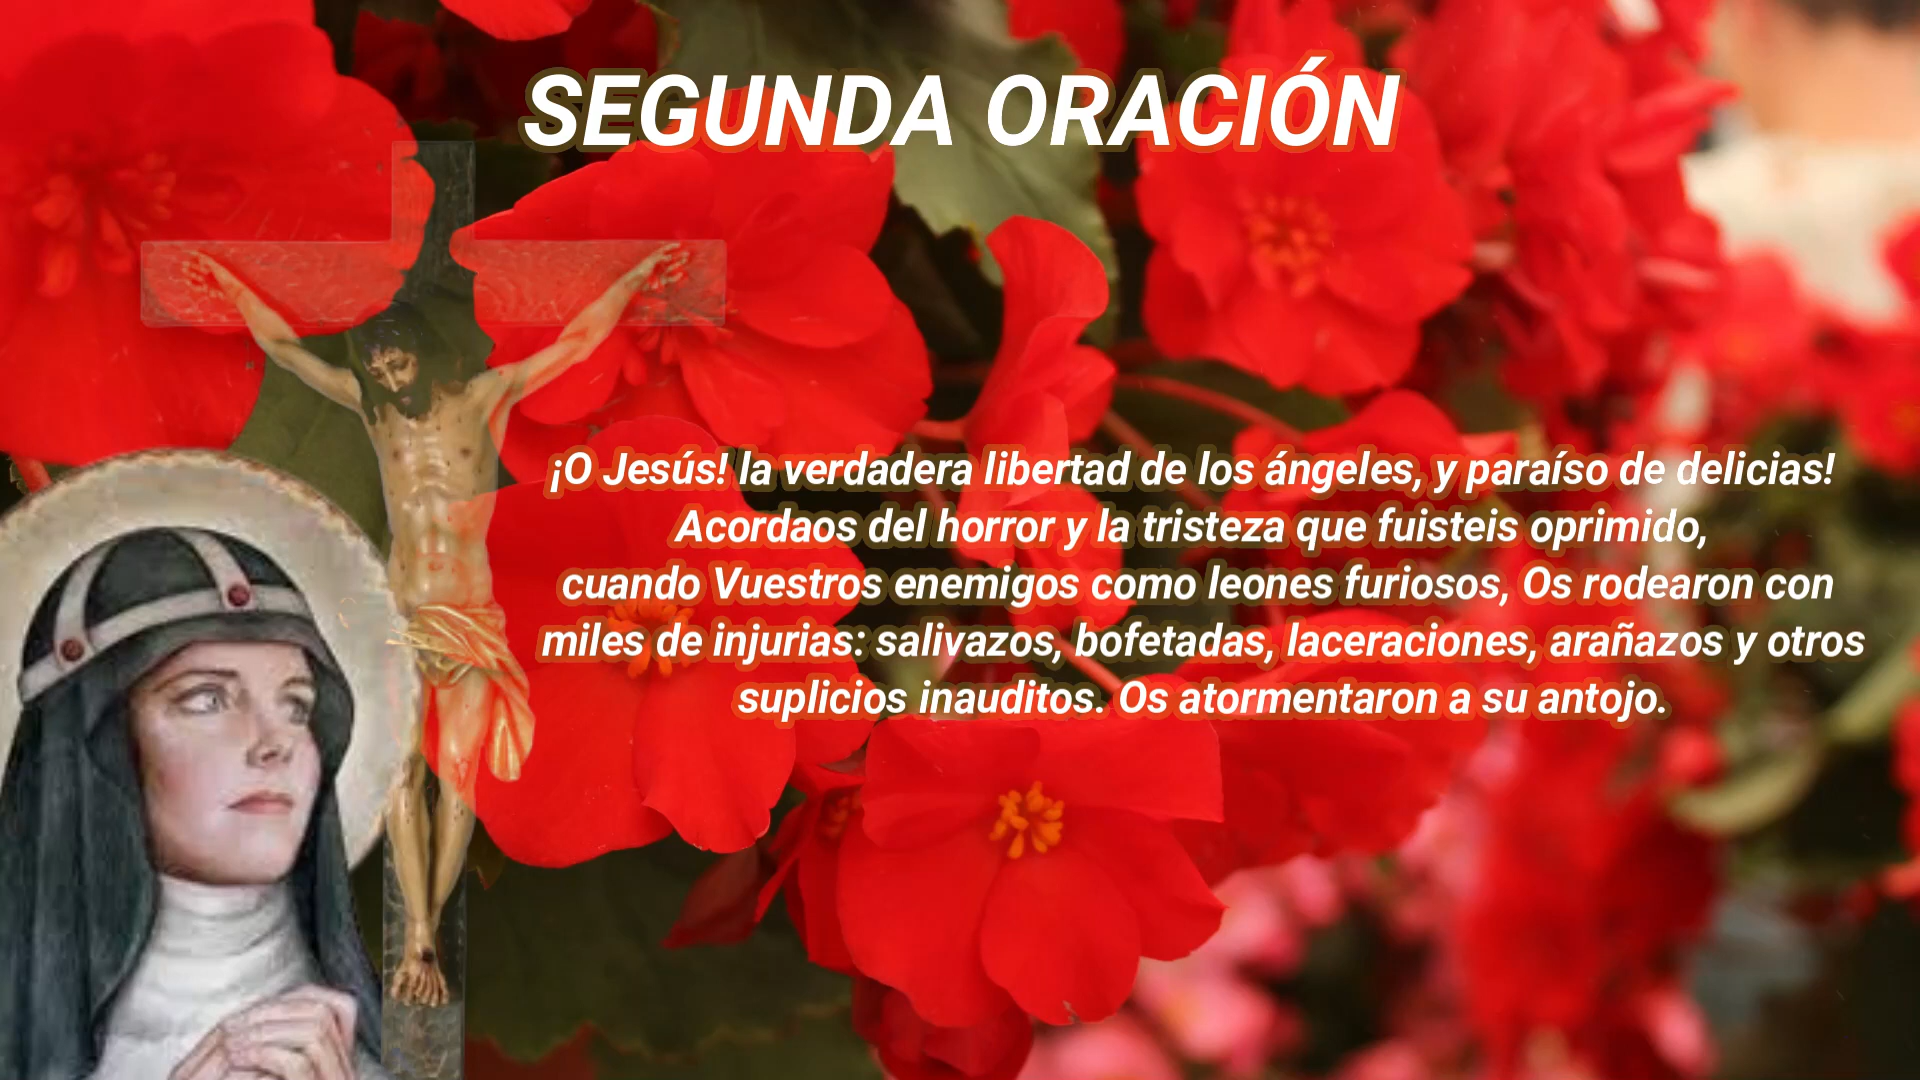 SEGUNDA ORACIÓN
¡O Jesús! la verdadera libertad de los ángeles, y paraíso de delicias!
Acordaos del horror y la tristeza que fuisteis oprimido,
cuando Vuestros enemigos como leones furiosos, Os rodearon con
miles de injurias: salivazos, bofetadas, laceraciones, arañazos y otros
suplicios inauditos. Os atormentaron a su antojo.